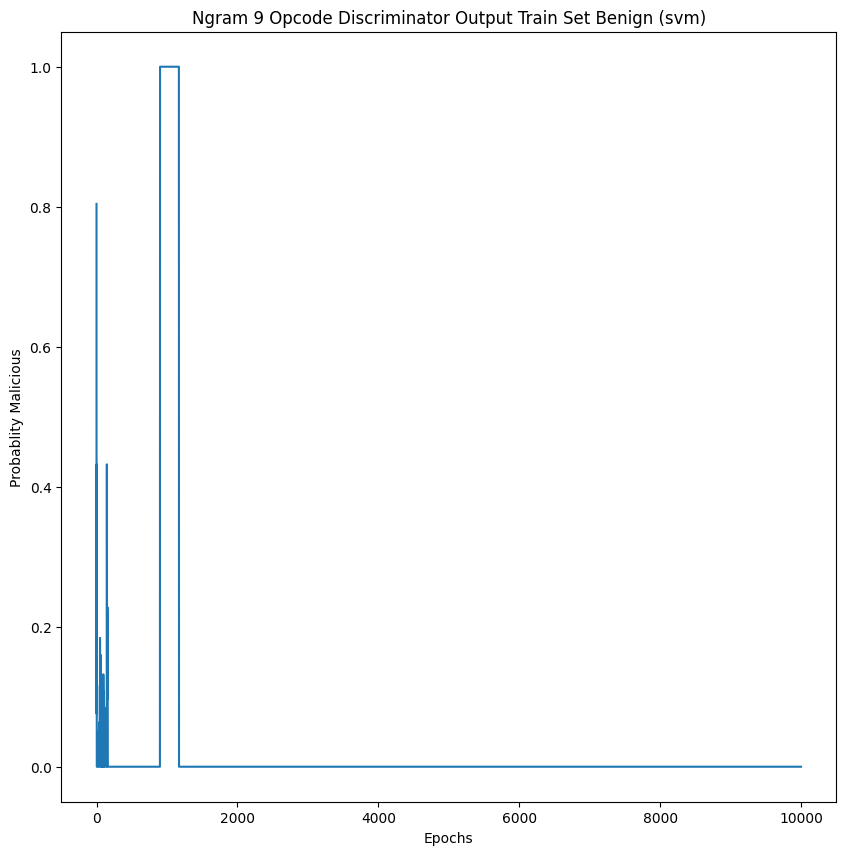 Ngram 9 Opcode Discriminator Output Train Set Benign (svm)
1.0
0.8
0.6
0.4
0.2
0.0
Probablity Malicious
0 2000 4000 6000 8000 10000
Epochs